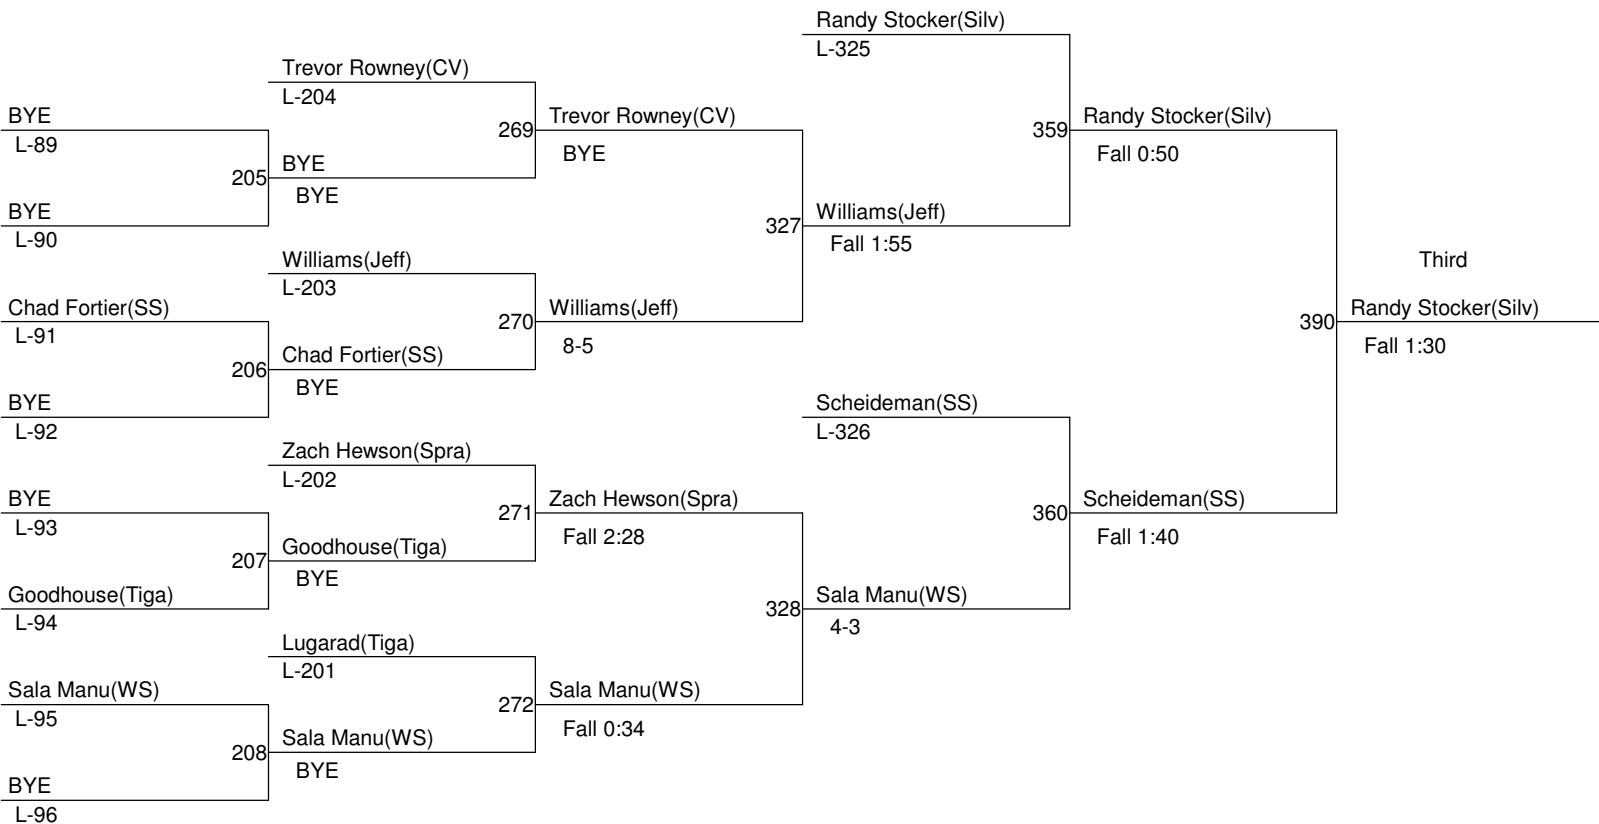 Randy Stocker(Silv)
L-325
Trevor Rowney(CV)
L-204
BYE
L-89
269
Trevor Rowney(CV)
BYE
359
Randy Stocker(Silv)
Fall 0:50
205
BYE
BYE
BYE
L-90
327
Williams(Jeff)
Fall 1:55
Williams(Jeff)
L-203
Third
Chad Fortier(SS)
L-91
270
Williams(Jeff)
8-5
390
Randy Stocker(Silv)
Fall 1:30
206
Chad Fortier(SS)
BYE
BYE
L-92
Scheideman(SS)
L-326
Zach Hewson(Spra)
L-202
BYE
L-93
271
Zach Hewson(Spra)
Fall 2:28
360
Scheideman(SS)
Fall 1:40
207
Goodhouse(Tiga)
BYE
Goodhouse(Tiga)
L-94
328
Sala Manu(WS)
4-3
Lugarad(Tiga)
L-201
Sala Manu(WS)
L-95
272
Sala Manu(WS)
Fall 0:34
208
Sala Manu(WS)
BYE
BYE
L-96